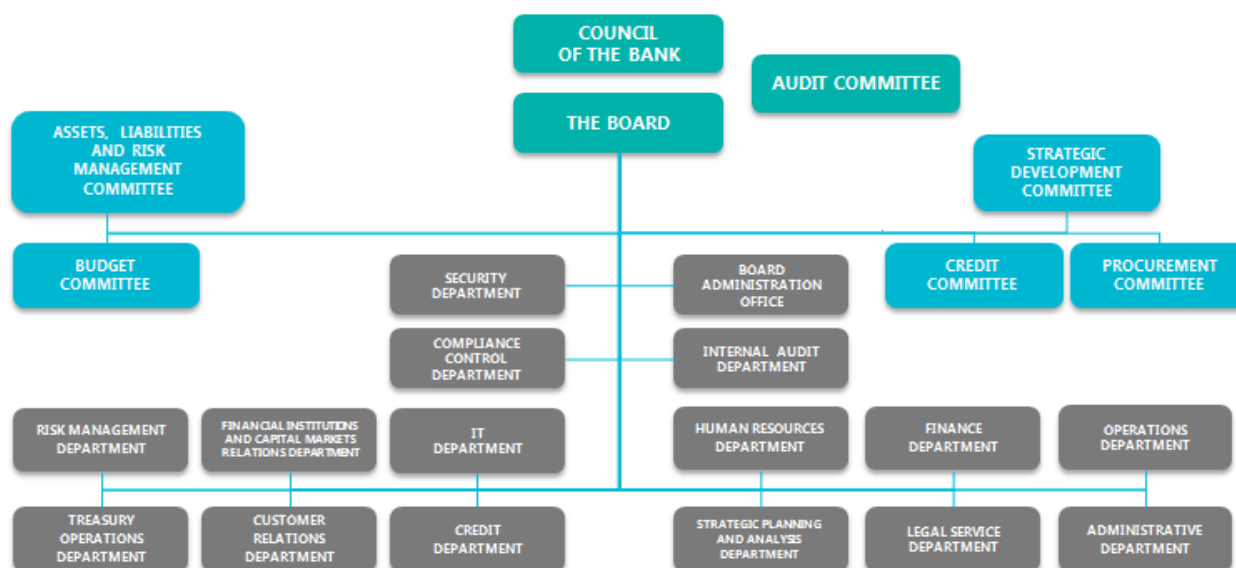 COUNCIL
OF THE BANK
AUDIT COMMITTEE
THE BOARD
ASSETS, LIABILITIES
AND RISK
MANAGEMENT
COMMITTEE
STRATEGIC
DEVELOPMENT
COMMITTEE
BUDGET
COMMITTEE
SECURITY
DEPARTMENT
BOARD
ADMINISTRATION
OFFICE
CREDIT
COMMITTEE
PROCUREMENT
COMMITTEE
COMPLIANCE
CONTROL
DEPARTMENT
INTERNAL AUDIT
DEPARTMENT
RISK MANAGEMENT
DEPARTMENT
FINANCIAL INSTITUTIONS
AND CAPITAL MARKETS
RELATIONS DEPARTMENT
IT
DEPARTMENT
HUMAN RESOURCES
DEPARTMENT
FINANCE
DEPARTMENT
OPERATIONS
DEPARTMENT
TREASURY
OPERATIONS
DEPARTMENT
CUSTOMER
RELATIONS
DEPARTMENT
CREDIT
DEPARTMENT
STRATEGIC PLANNING
AND ANALYSIS
DEPARTMENT
LEGAL SERVICE
DEPARTMENT
ADMINISTRATIVE
DEPARTMENT